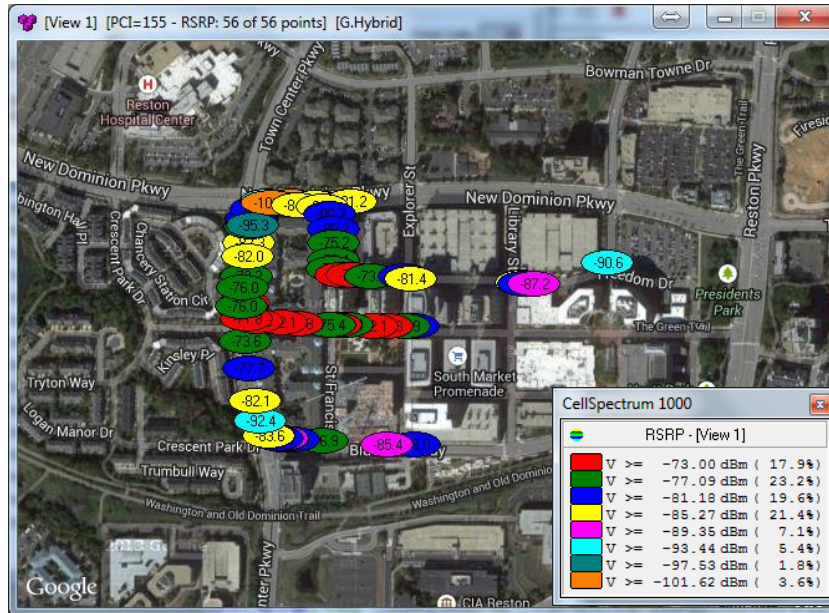 [View 1] [PCI=155 - RSRP: 56 of 56 points] [G.Hybrid]
Bowman Towne Dr
Reston
Hospital Center
Town Center Pkwy
The Green Trail
Reston Pkwy
New Dominion Pkwy
New Dominion Pkwy
Explorer St
Library St
-81.2
-95.3
-82.0
-75.2
-76.0
-76.0
-81.4
-87.2
-90.6
Freedom Dr
Presidents
Park
Crescent Park Dr
Chancery Station Cir
-73.6
The Green Trail
Kinsley Pl
-77.7
St Francis
South Market
Promenade
Tryton Way
-82.1
-92.4
Logan Manor Dr
Crescent Park Dr
-83.6
-85.4
Trumbull Way
Washington and Old Dominion Trail
Washington and Old Dominion
Google
CIA Reston
CellSpectrum 1000
RSRP - [View 1]
V >= -73.00 dBm ( 17.9%)
V >= -77.09 dBm ( 23.2%)
V >= -81.18 dBm ( 19.6%)
V >= -85.27 dBm ( 21.4%)
V >= -89.35 dBm ( 7.1%)
V >= -93.44 dBm ( 5.4%)
V >= -97.53 dBm ( 1.8%)
V >= -101.62 dBm ( 3.6%)